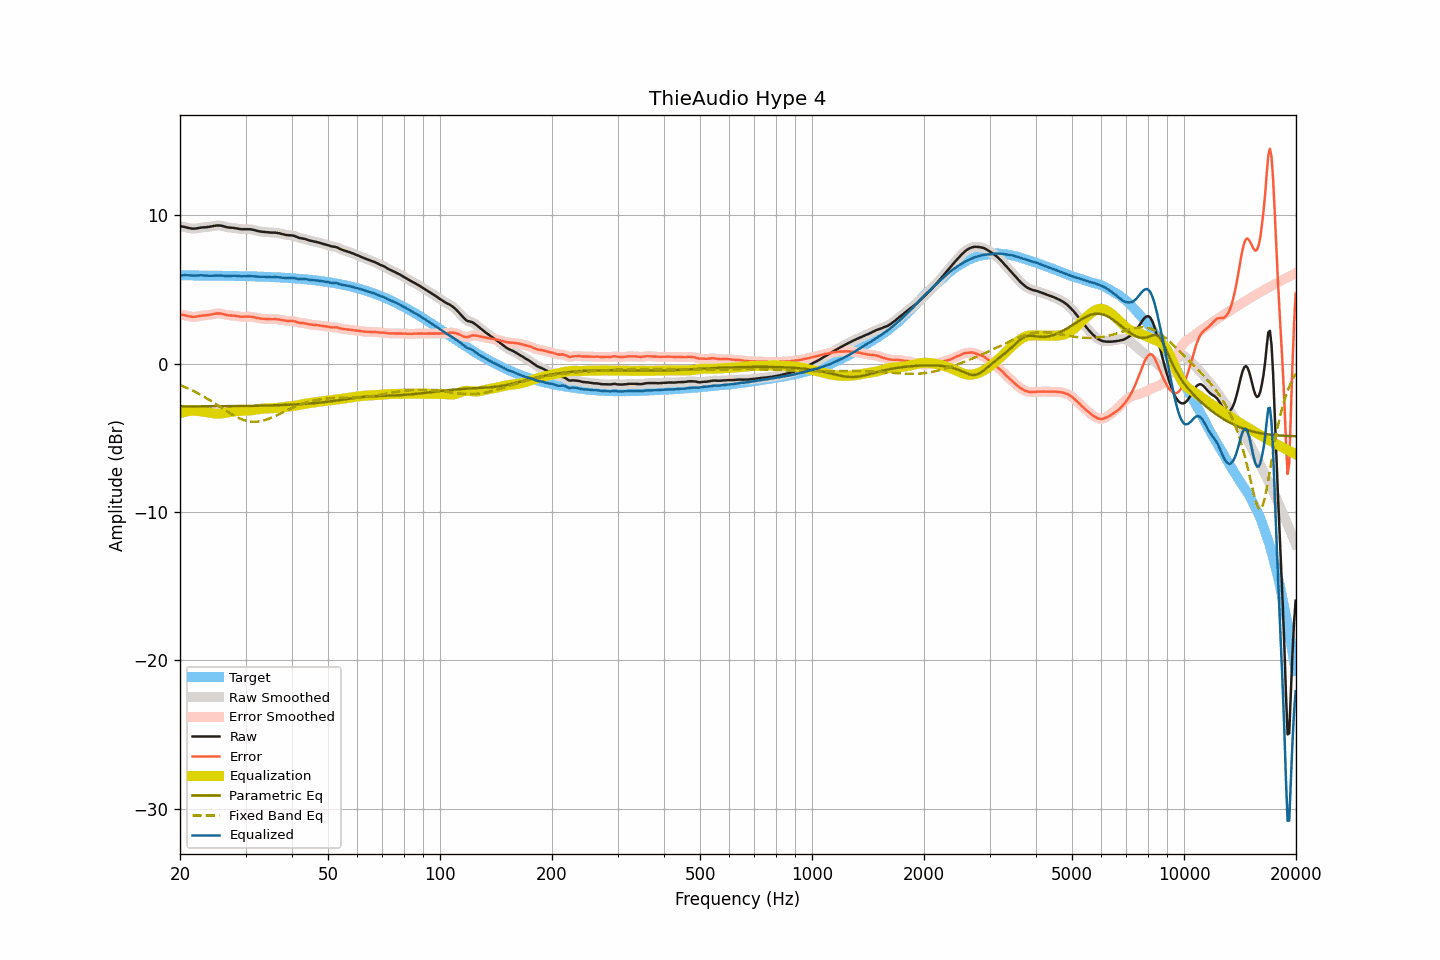 ThieAudio Hype 4
10
0
−10
−20
−30
Amplitude (dBr)
Target
Raw Smoothed
Error Smoothed
Raw
Error
Equalization
Parametric Eq
Fixed Band Eq
Equalized
20 50 100 200 500 1000 2000 5000 10000 20000
Frequency (Hz)